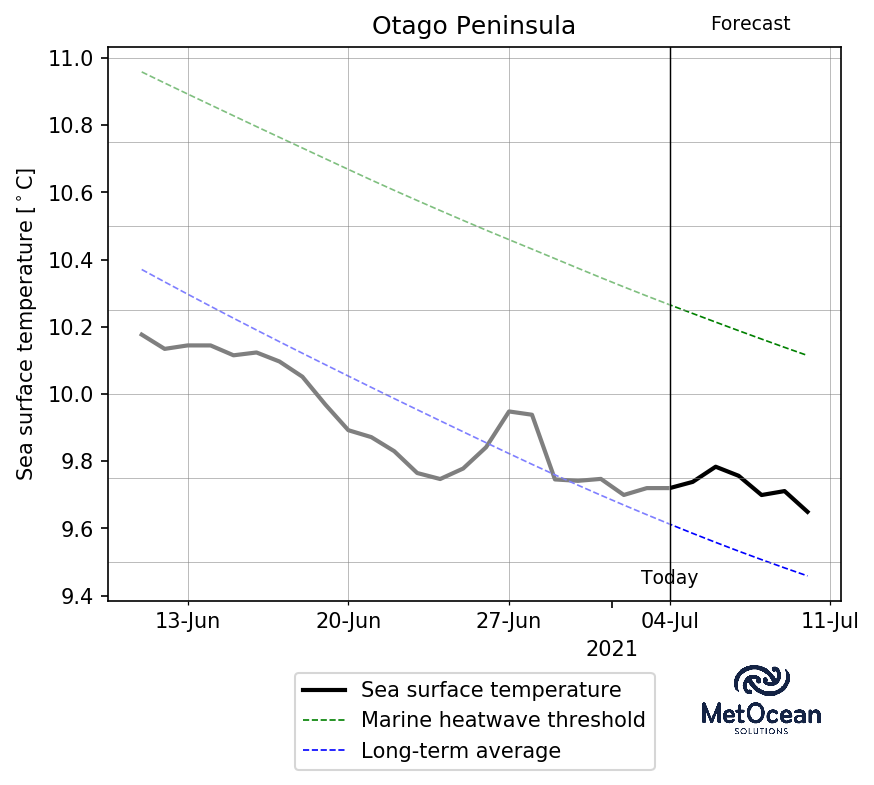 Otago Peninsula
Forecast
Sea surface temperature [°C]
11.0
10.8
10.6
10.4
10.2
10.0
9.8
9.6
9.4
Today
13-Jun
20-Jun
27-Jun
04-Jul
11-Jul
2021
Sea surface temperature
Marine heatwave threshold
Long-term average
MetOcean
SOLUTIONS